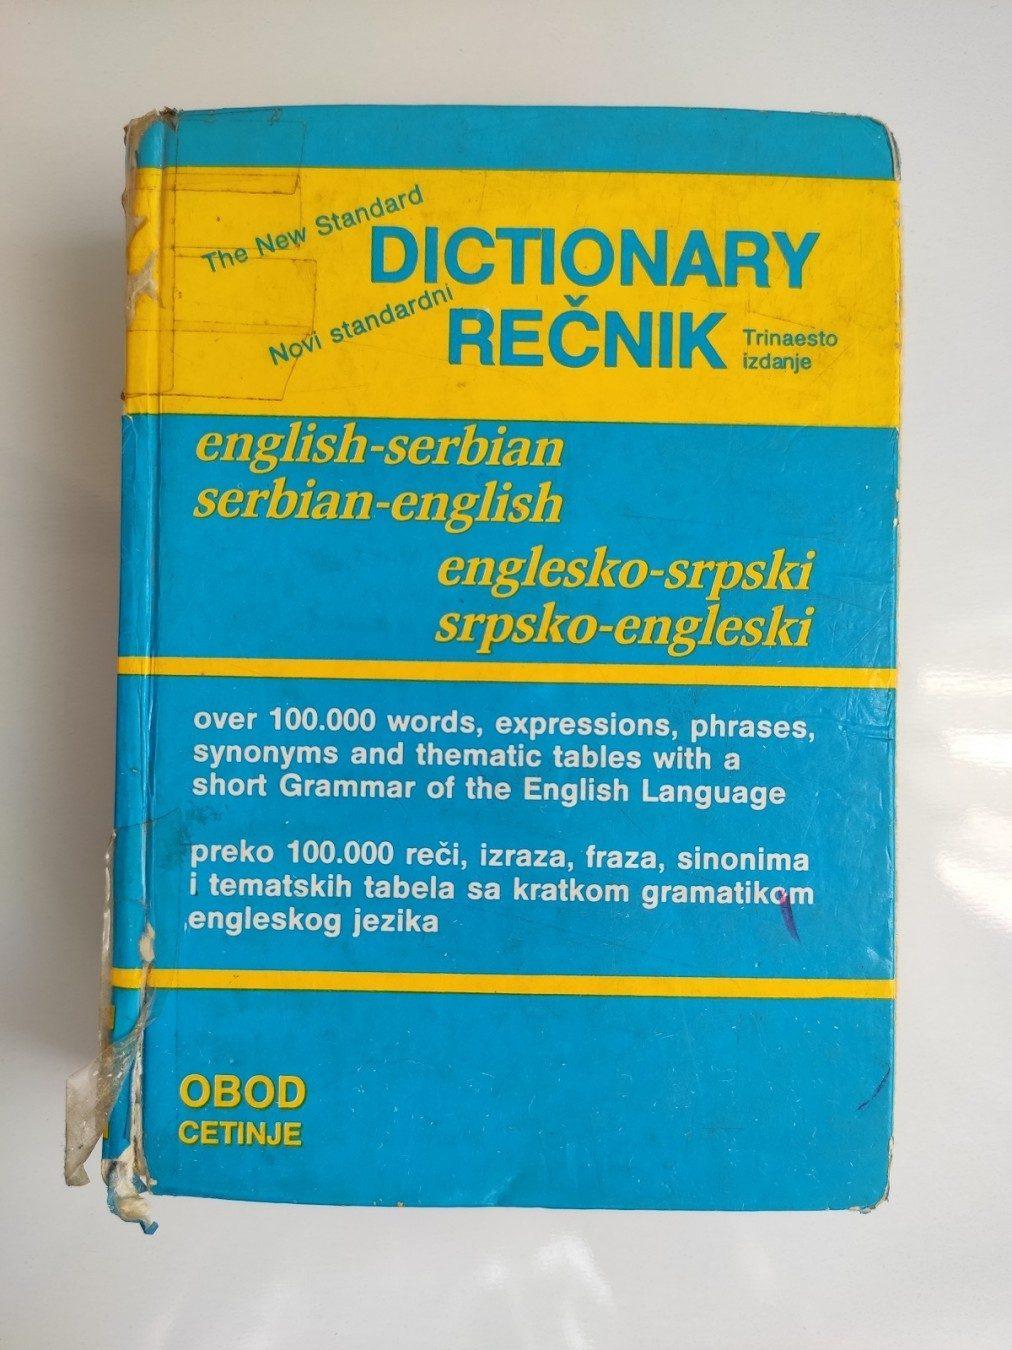 The New Standard
DICTIONARY
Novi standardni
REČNIK
Trinaesto
izdanje
english-serbian
serbian-english
englesko-srpski
srpsko-engleski
over 100.000 words, expressions, phrases,
synonyms and thematic tables with a
short Grammar of the English Language
preko 100.000 reči, izraza, fraza, sinonima
i tematskih tabela sa kratkom gramatikom
engleskog jezika
OBOD
CETINJE